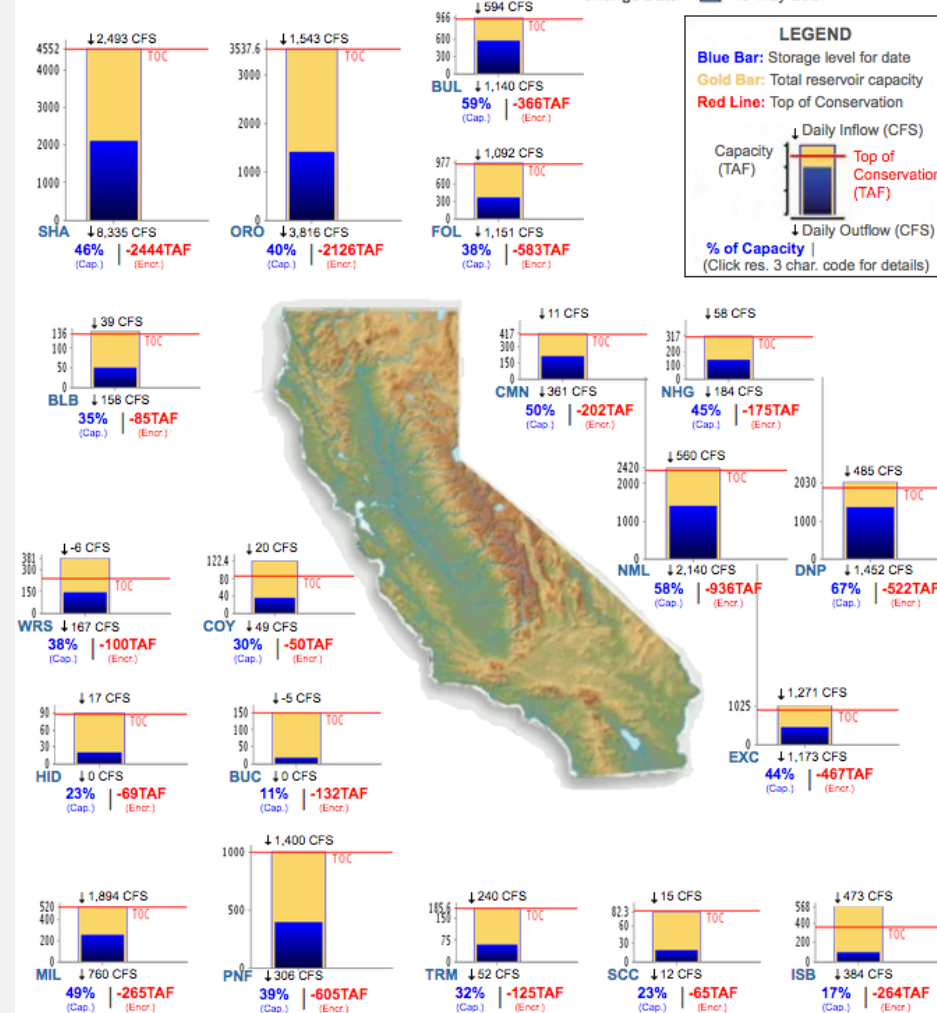 ↓2,493 CFS
4552
TOC
4000
3000
2000
1000
0
SHA ↓8,335 CFS
46% | -2444TAF
(Cap.) (Encr.)
↓1,543 CFS
3537.6
TOC
3000
2000
1000
0
ORO ↓3,816 CFS
40% | -2126TAF
(Cap.) (Encr.)
↓594 CFS
966
TOC
600
300
0
BUL ↓1,140 CFS
59% | -366TAF
(Cap.) (Encr.)
↓1,092 CFS
977
TOC
600
300
0
FOL ↓1,151 CFS
38% | -583TAF
(Cap.) (Encr.)
LEGEND
Blue Bar: Storage level for date
Gold Bar: Total reservoir capacity
Red Line: Top of Conservation
↓Daily Inflow (CFS)
Capacity
(TAF)
Top of
Conservation
(TAF)
↓Daily Outflow (CFS)
% of Capacity |
(Click res. 3 char. code for details)
↓39 CFS
136
TOC
100
50
0
BLB ↓158 CFS
35% | -85TAF
(Cap.) (Encr.)
↓11 CFS
417
TOC
300
150
0
CMN ↓361 CFS
50% | -202TAF
(Cap.) (Encr.)
↓58 CFS
317
TOC
200
100
0
NHG ↓184 CFS
45% | -175TAF
(Cap.) (Encr.)
↓560 CFS
2420
TOC
2000
1000
0
NML ↓2,140 CFS
58% | -936TAF
(Cap.) (Encr.)
↓485 CFS
2030
TOC
1000
0
DNP ↓1,452 CFS
67% | -522TAF
(Cap.) (Encr.)
↓-6 CFS
381
300
TOC
150
0
WRS ↓167 CFS
38% | -100TAF
(Cap.) (Encr.)
↓20 CFS
122.4
80
TOC
40
0
COY ↓49 CFS
30% | -50TAF
(Cap.) (Encr.)
↓17 CFS
90
TOC
60
30
0
HID ↓0 CFS
23% | -69TAF
(Cap.) (Encr.)
↓-5 CFS
150
TOC
100
50
0
BUC ↓0 CFS
11% | -132TAF
(Cap.) (Encr.)
↓1,271 CFS
1025
TOC
0
EXC ↓1,173 CFS
44% | -467TAF
(Cap.) (Encr.)
↓1,894 CFS
520
TOC
400
200
0
MIL ↓760 CFS
49% | -265TAF
(Cap.) (Encr.)
↓1,400 CFS
1000
TOC
500
0
PNF ↓306 CFS
39% | -605TAF
(Cap.) (Encr.)
↓240 CFS
185.6
TOC
150
75
0
TRM ↓52 CFS
32% | -125TAF
(Cap.) (Encr.)
↓15 CFS
82.3
TOC
60
30
0
SCC ↓12 CFS
23% | -65TAF
(Cap.) (Encr.)
↓473 CFS
568
400
TOC
200
0
ISB ↓384 CFS
17% | -264TAF
(Cap.) (Encr.)